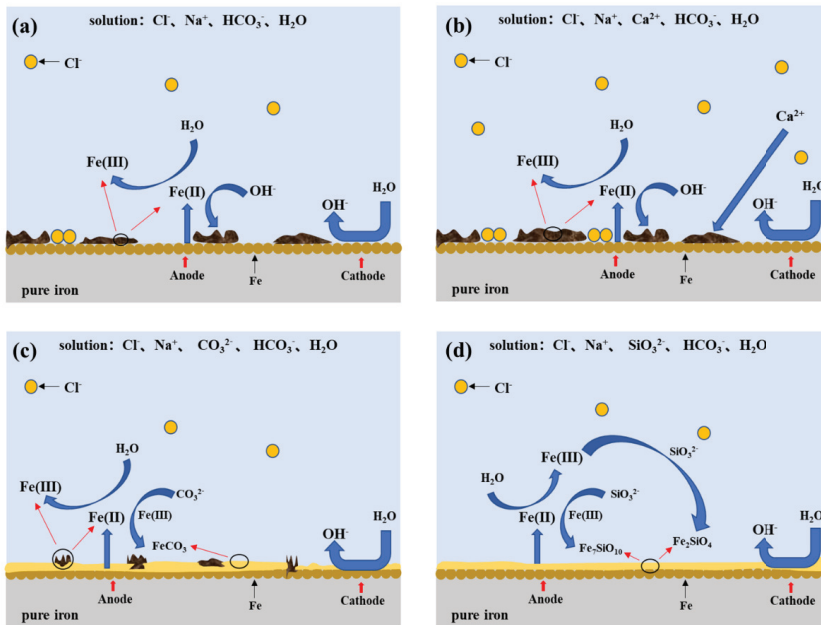 (a)
solution: Cl⁻、Na⁺、HCO₃⁻、H₂O
Cl⁻
H₂O
Fe(III)
Fe(II)
OH⁻
OH⁻
H₂O
Anode
Fe
Cathode
pure iron
(b)
solution: Cl⁻、Na⁺、Ca²⁺、HCO₃⁻、H₂O
Cl⁻
Ca²⁺
H₂O
Fe(III)
Fe(II)
OH⁻
OH⁻
H₂O
Anode
Fe
Cathode
pure iron
(c)
solution: Cl⁻、Na⁺、 CO₃²⁻、HCO₃⁻、H₂O
Cl⁻
H₂O
Fe(III)
CO₃²⁻
Fe(II)
Fe(III)
FeCO₃
OH⁻
H₂O
Anode
Fe
Cathode
pure iron
(d)
solution: Cl⁻、Na⁺、 SiO₃²⁻、 HCO₃⁻、H₂O
Cl⁻
Fe(III)
SiO₃²⁻
H₂O
SiO₃²⁻
Fe(II)
Fe(III)
Fe₇SiO₁₀
Fe₂SiO₄
OH⁻
H₂O
Anode
Fe
Cathode
pure iron